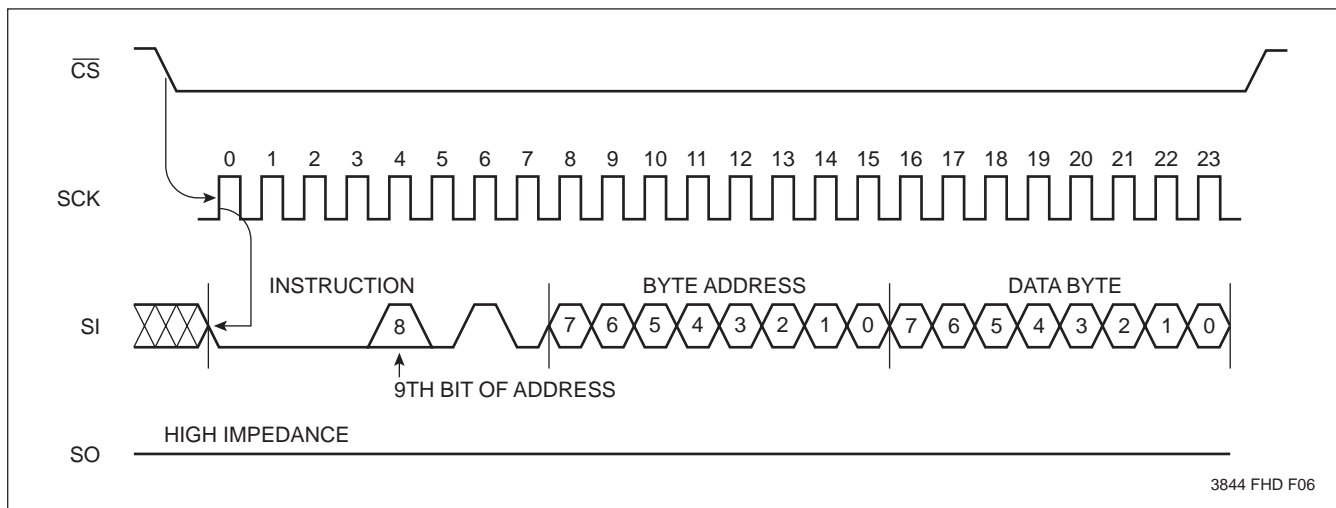 CS
0 1 2 3 4 5 6 7 8 9 10 11 12 13 14 15 16 17 18 19 20 21 22 23
SCK
INSTRUCTION BYTE ADDRESS DATA BYTE
SI 8 7 6 5 4 3 2 1 0 7 6 5 4 3 2 1 0
9TH BIT OF ADDRESS
HIGH IMPEDANCE
SO
3844 FHD F06